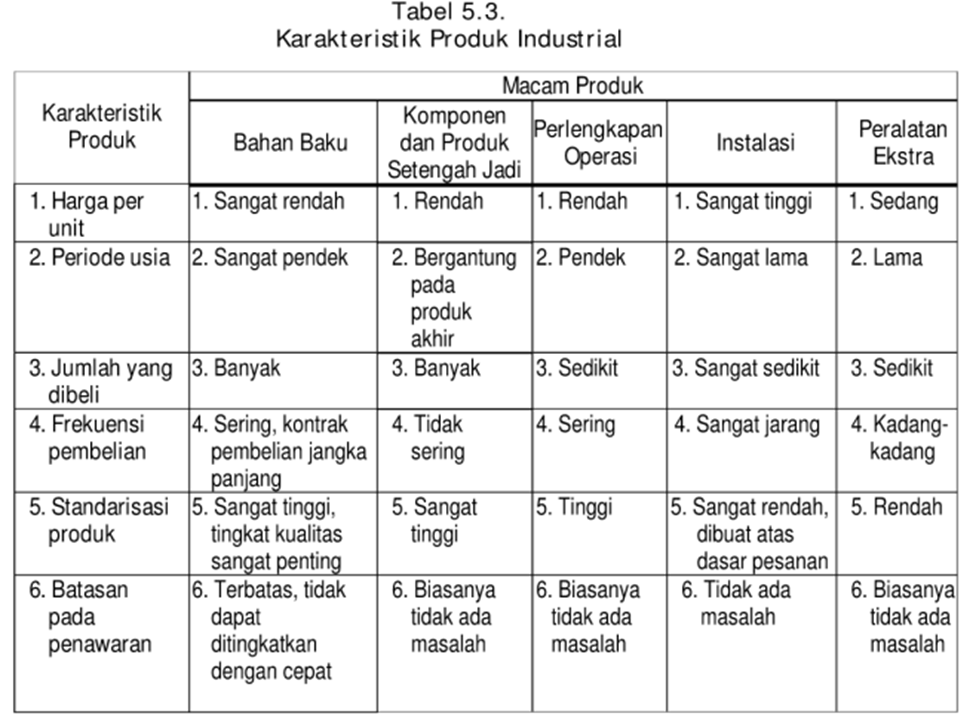 Tabel 5.3.
Karakteristik Produk Industrial
Karakteristik
Produk
Macam Produk
Bahan Baku
Komponen
dan Produk
Setengah Jadi
Perlengkapan
Operasi
Instalasi
Peralatan
Ekstra
1. Harga per
unit
1. Sangat rendah
1. Rendah
1. Rendah
1. Sangat tinggi
1. Sedang
2. Periode usia
2. Sangat pendek
2. Bergantung
pada
produk
akhir
2. Pendek
2. Sangat lama
2. Lama
3. Jumlah yang
dibeli
3. Banyak
3. Banyak
3. Sedikit
3. Sangat sedikit
3. Sedikit
4. Frekuensi
pembelian
4. Sering, kontrak
pembelian jangka
panjang
4. Tidak
sering
4. Sering
4. Sangat jarang
4. Kadang-
kadang
5. Standarisasi
produk
5. Sangat tinggi,
tingkat kualitas
sangat penting
5. Sangat
tinggi
5. Tinggi
5. Sangat rendah,
dibuat atas
dasar pesanan
5. Rendah
6. Batasan
pada
penawaran
6. Terbatas, tidak
dapat
ditingkatkan
dengan cepat
6. Biasanya
tidak ada
masalah
6. Biasanya
tidak ada
masalah
6. Tidak ada
masalah
6. Biasanya
tidak ada
masalah